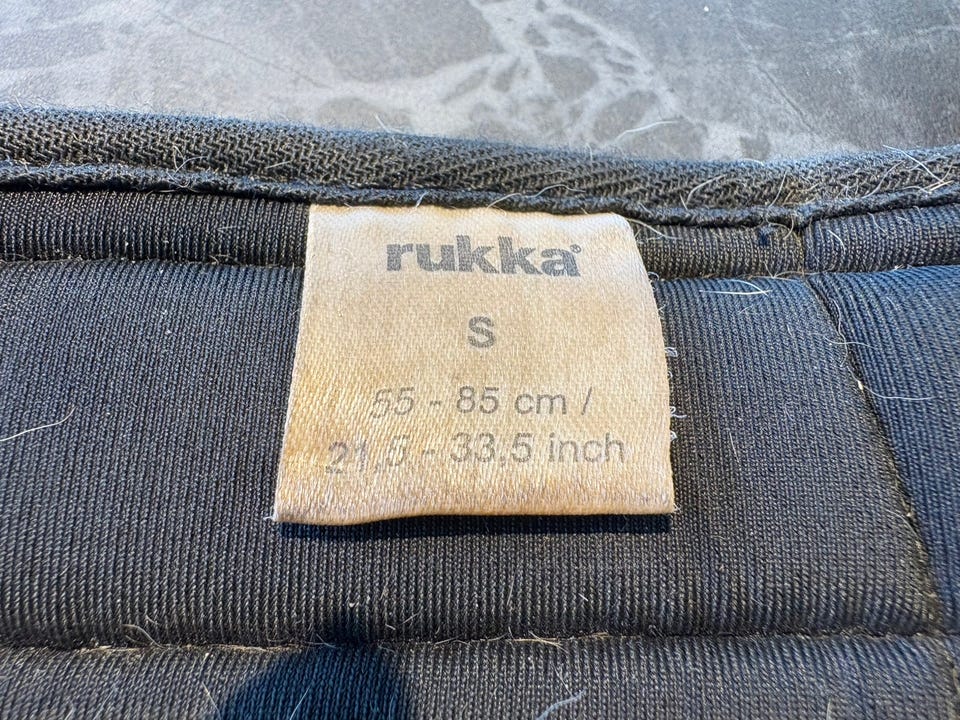 rukka®
S
55 - 85 cm /
21,5 - 33,5 inch